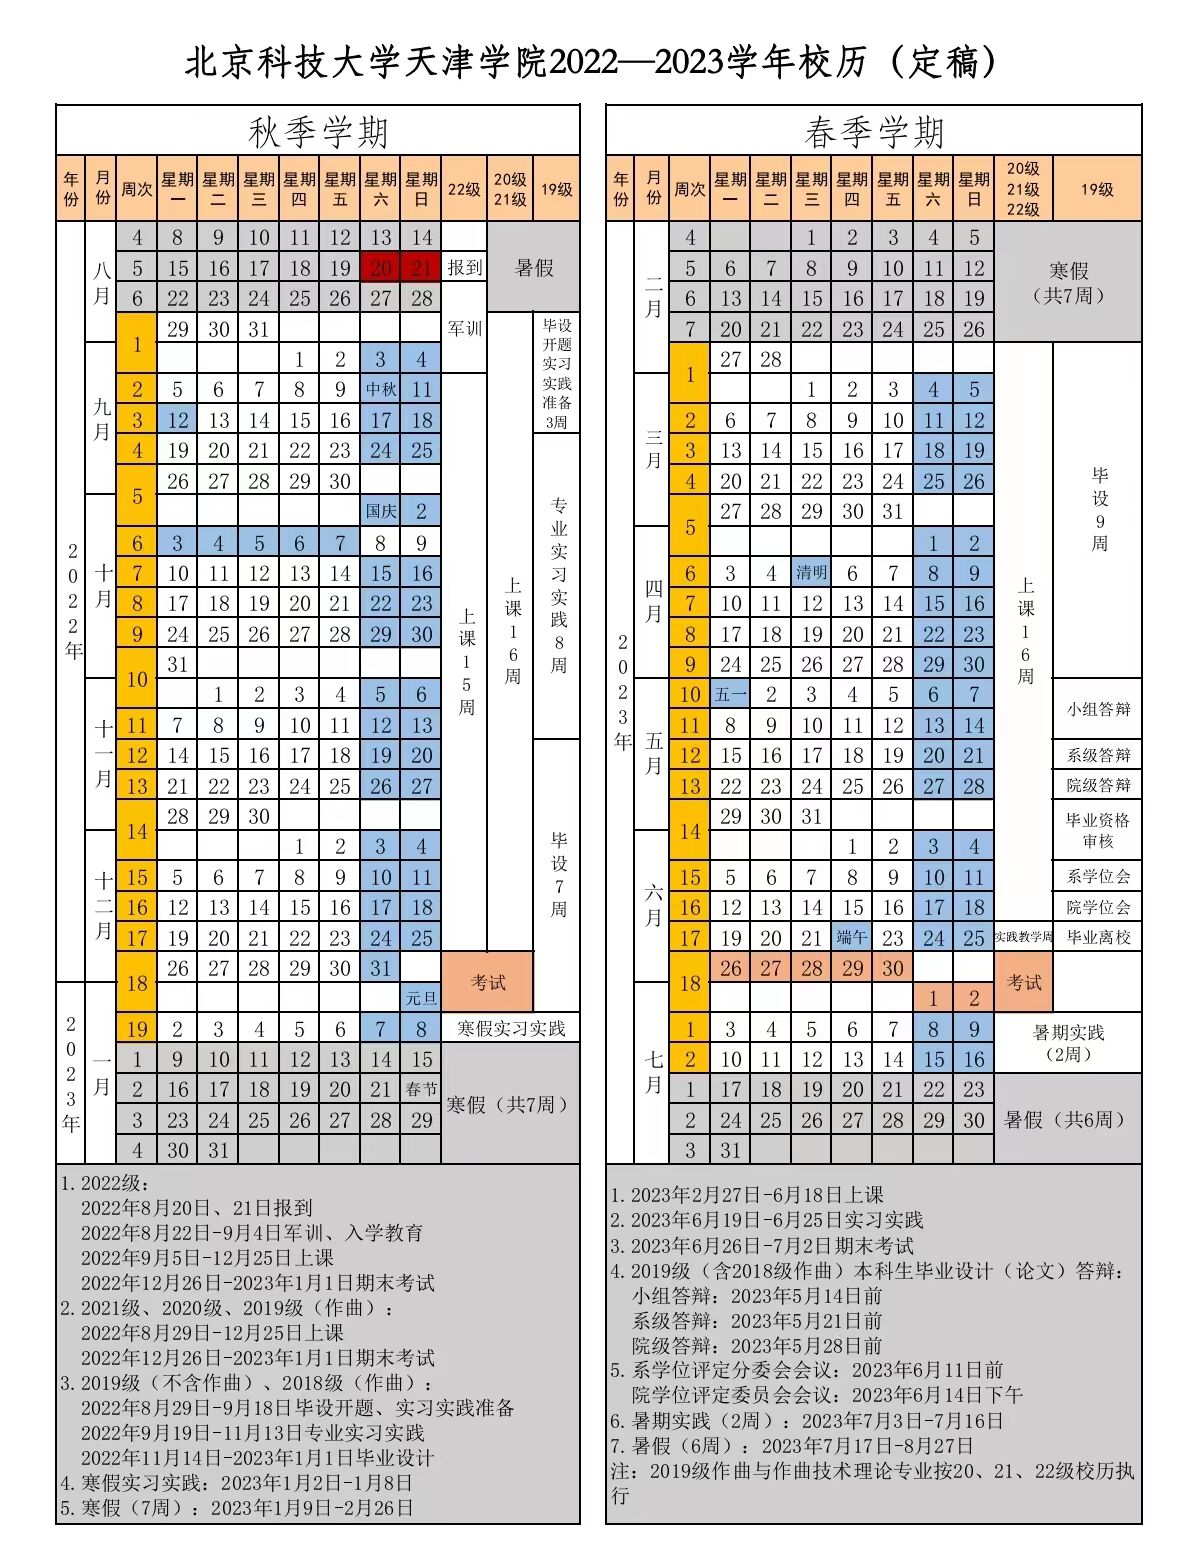 北京科技大学天津学院2022—2023学年校历（定稿）
秋季学期
年份 月份 周次 星期一 星期二 星期三 星期四 星期五 星期六 星期日 22级 20级 21级 19级
2022年
八月
4 8 9 10 11 12 13 14
5 15 16 17 18 19 20 21 报到 暑假
6 22 23 24 25 26 27 28
1 29 30 31 军训 毕设开题实习实践准备3周
九月
1 2 3 4
2 5 6 7 8 9 中秋 11
3 12 13 14 15 16 17 18
4 19 20 21 22 23 24 25
5 26 27 28 29 30
十月
国庆 2
6 3 4 5 6 7 8 9
7 10 11 12 13 14 15 16
8 17 18 19 20 21 22 23
9 24 25 26 27 28 29 30
10 31
上课15周
上课16周
专业实习实践8周
十一月
1 2 3 4 5 6
11 7 8 9 10 11 12 13
12 14 15 16 17 18 19 20
13 21 22 23 24 25 26 27
14 28 29 30
十二月
1 2 3 4
15 5 6 7 8 9 10 11
16 12 13 14 15 16 17 18
17 19 20 21 22 23 24 25
18 26 27 28 29 30 31 考试
毕设7周
2023年
一月
元旦
19 2 3 4 5 6 7 8 寒假实习实践
1 9 10 11 12 13 14 15
2 16 17 18 19 20 21 春节 寒假（共7周）
3 23 24 25 26 27 28 29
4 30 31
1.2022级：
2022年8月20日、21日报到
2022年8月22日-9月4日军训、入学教育
2022年9月5日-12月25日上课
2022年12月26日-2023年1月1日期末考试
2.2021级、2020级、2019级（作曲）：
2022年8月29日-12月25日上课
2022年12月26日-2023年1月1日期末考试
3.2019级（不含作曲）、2018级（作曲）：
2022年8月29日-9月18日毕设开题、实习实践准备
2022年9月19日-11月13日专业实习实践
2022年11月14日-2023年1月1日毕业设计
4.寒假实习实践：2023年1月2日-1月8日
5.寒假（7周）：2023年1月9日-2月26日
春季学期
年份 月份 周次 星期一 星期二 星期三 星期四 星期五 星期六 星期日 20级 21级 22级 19级
2023年
二月
4 1 2 3 4 5
5 6 7 8 9 10 11 12 寒假
6 13 14 15 16 17 18 19 （共7周）
7 20 21 22 23 24 25 26
1 27 28
三月
1 2 3 4 5
2 6 7 8 9 10 11 12
3 13 14 15 16 17 18 19
4 20 21 22 23 24 25 26
5 27 28 29 30 31
毕设9周
四月
1 2
6 3 4 清明 6 7 8 9
7 10 11 12 13 14 15 16
8 17 18 19 20 21 22 23
9 24 25 26 27 28 29 30
上课16周
五月
10 五一 2 3 4 5 6 7 小组答辩
11 8 9 10 11 12 13 14
12 15 16 17 18 19 20 21 系级答辩
13 22 23 24 25 26 27 28 院级答辩
14 29 30 31 毕业资格审核
六月
1 2 3 4
15 5 6 7 8 9 10 11 系学位会
16 12 13 14 15 16 17 18 院学位会
17 19 20 21 端午 23 24 25 实践教学周 毕业离校
18 26 27 28 29 30 考试
七月
1 2
1 3 4 5 6 7 8 9 暑期实践
2 10 11 12 13 14 15 16 （2周）
1 17 18 19 20 21 22 23
2 24 25 26 27 28 29 30 暑假（共6周）
3 31
1.2023年2月27日-6月18日上课
2.2023年6月19日-6月25日实习实践
3.2023年6月26日-7月2日期末考试
4.2019级（含2018级作曲）本科生毕业设计（论文）答辩：
小组答辩：2023年5月14日前
系级答辩：2023年5月21日前
院级答辩：2023年5月28日前
5.系学位评定分委会会议：2023年6月11日前
院学位评定委员会会议：2023年6月14日下午
6.暑期实践（2周）：2023年7月3日-7月16日
7.暑假（6周）：2023年7月17日-8月27日
注：2019级作曲与作曲技术理论专业按20、21、22级校历执
行